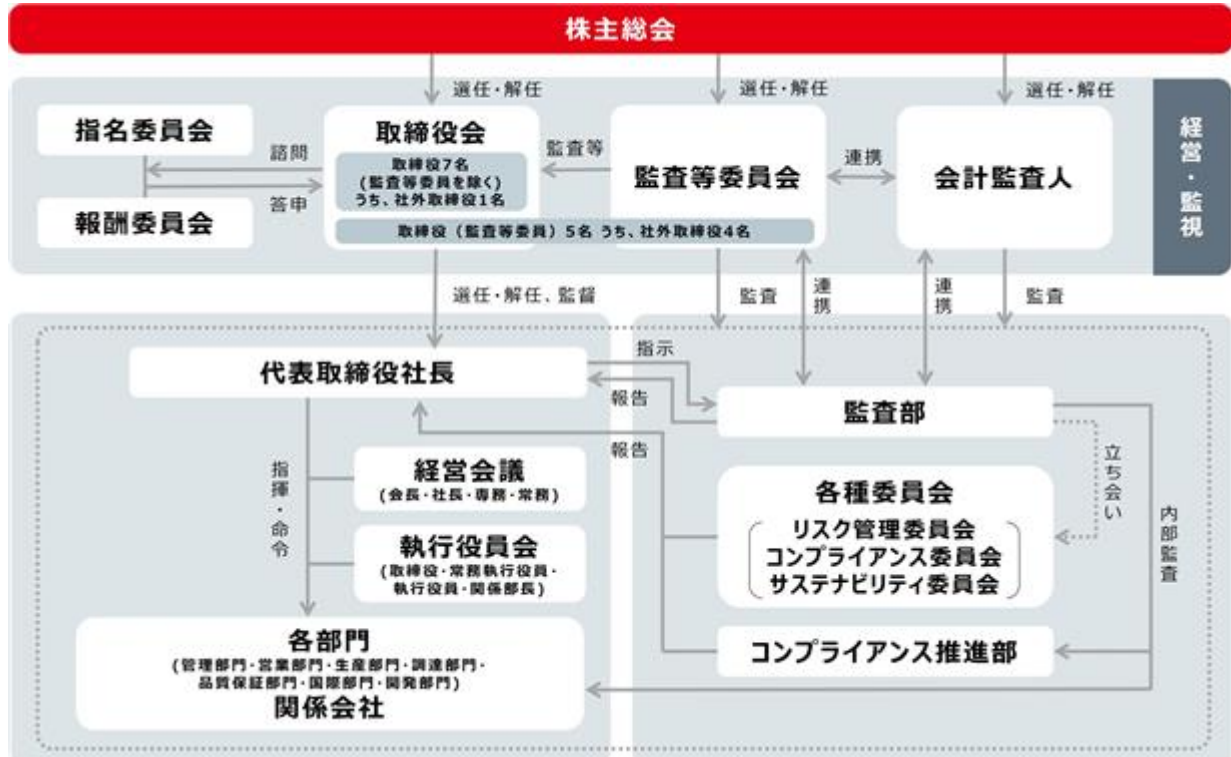 株主総会
選任・解任
選任・解任
選任・解任
経営・監視
指名委員会
諮問
答申
報酬委員会
取締役会
取締役7名
(監査等委員を除く)
うち、社外取締役1名
監査等
監査等委員会
連携
会計監査人
取締役（監査等委員）5名 うち、社外取締役4名
選任・解任、監督
監査
連携
連携
監査
代表取締役社長
指示
報告
報告
監査部
立ち会い
内部監査
指揮・命令
経営会議
(会長・社長・専務・常務)
執行役員会
(取締役・常務執行役員・
執行役員・関係部長)
各種委員会
リスク管理委員会
コンプライアンス委員会
サステナビリティ委員会
コンプライアンス推進部
各部門
(管理部門・営業部門・生産部門・調達部門・
品質保証部門・国際部門・開発部門)
関係会社